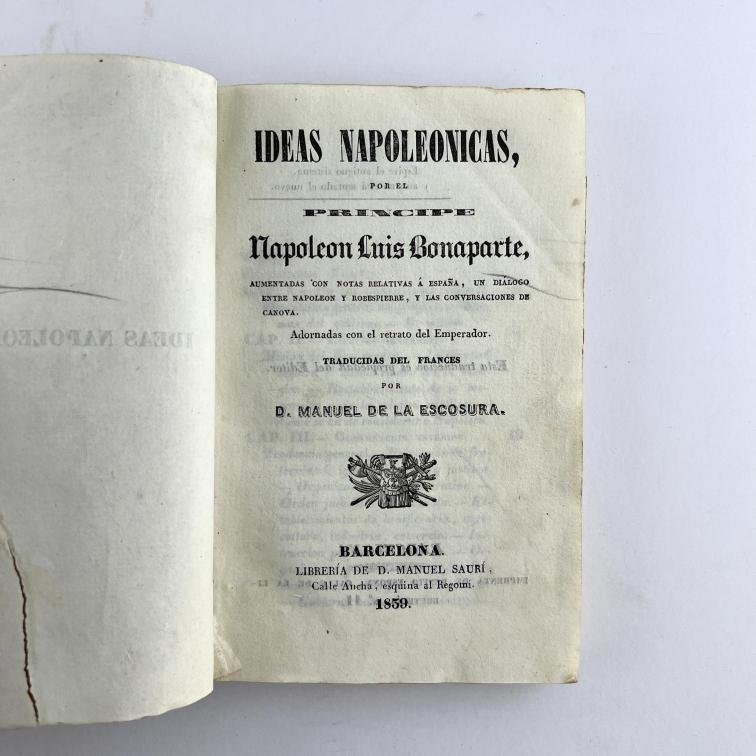 IDEAS NAPOLEONICAS,
POR EL
PRINCIPE
Napoleon Luis Bonaparte,
AUMENTADAS CON NOTAS RELATIVAS Á ESPAÑA, UN DIÁLOGO
ENTRE NAPOLEON Y ROBESPIERRE, Y LAS CONVERSACIONES DE
CANOVA.
Adornadas con el retrato del Emperador.
TRADUCIDAS DEL FRANCES
POR
D. MANUEL DE LA ESCOSURA.
BARCELONA.
LIBRERÍA DE D. MANUEL SAURÍ,
Calle Ancha, esquina al Regomi.
1839.